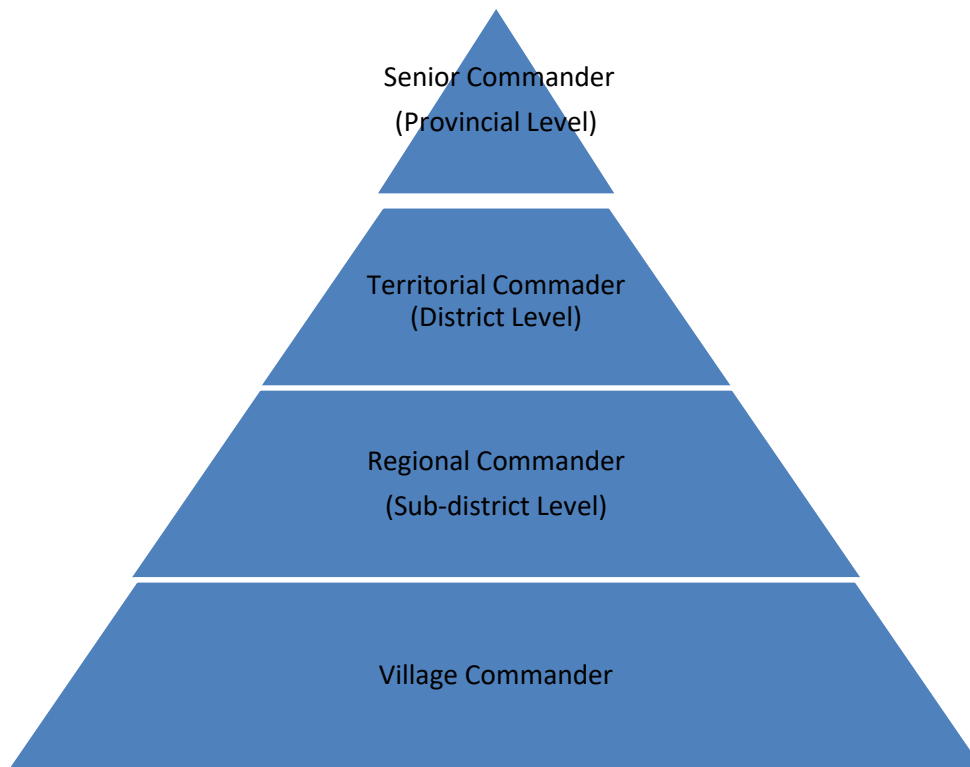 Senior Commander
(Provincial Level)
Territorial Commader
(District Level)
Regional Commander
(Sub-district Level)
Village Commander